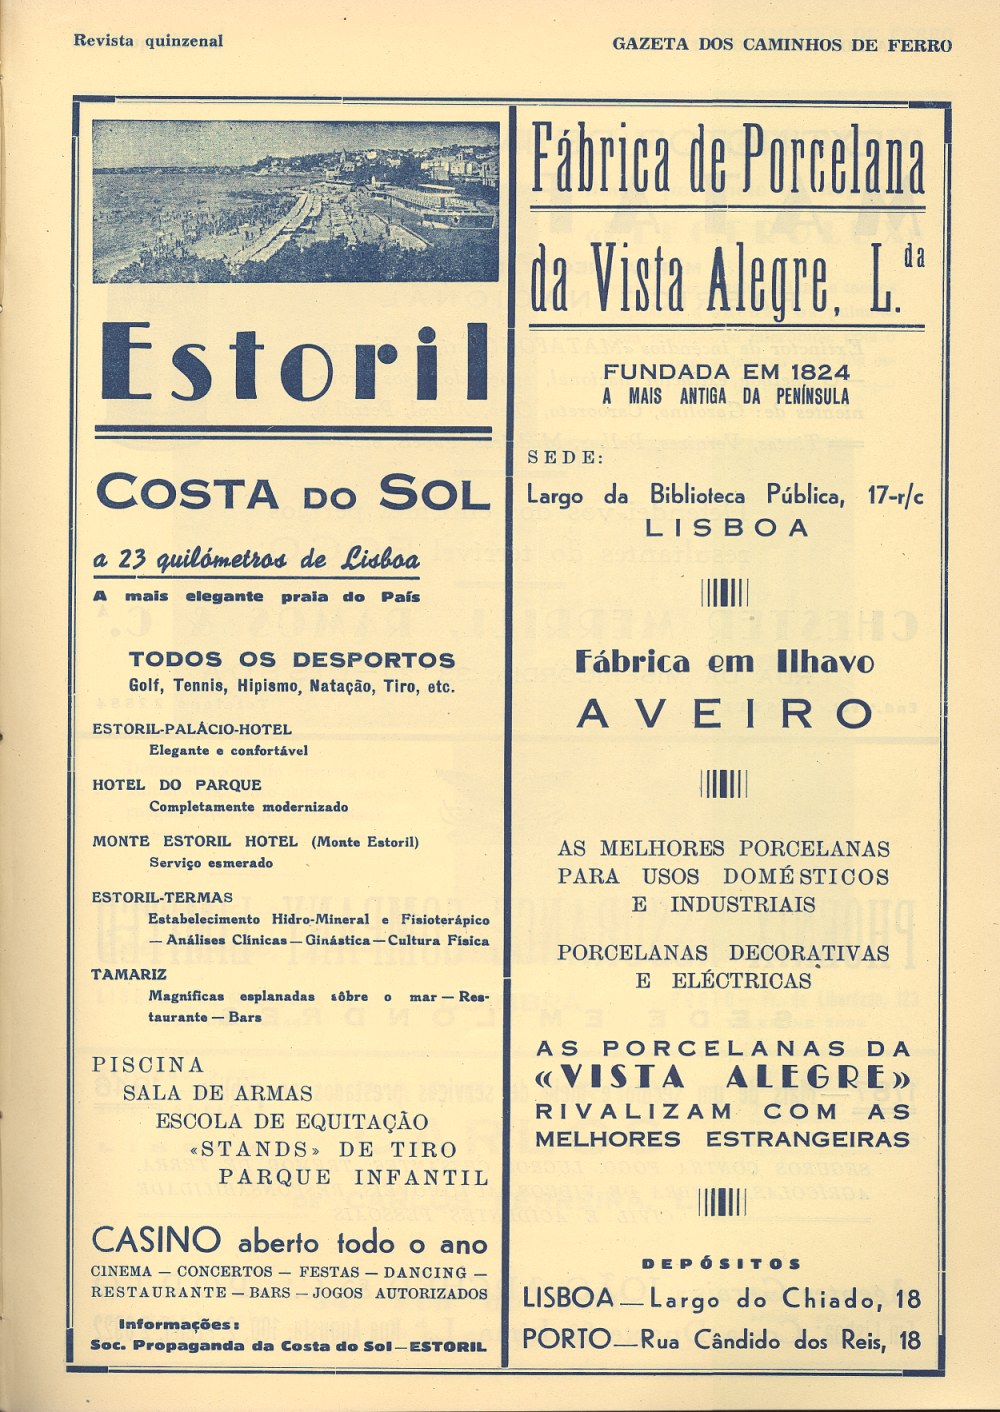 Revista quinzenal
GAZETA DOS CAMINHOS DE FERRO
Estoril
COSTA DO SOL
a 23 quilómetros de Lisboa
A mais elegante praia do País
TODOS OS DESPORTOS
Golf, Tennis, Hipismo, Natação, Tiro, etc.
ESTORIL-PALÁCIO-HOTEL
Elegante e confortável
HOTEL DO PARQUE
Completamente modernizado
MONTE ESTORIL HOTEL (Monte Estoril)
Serviço esmerado
ESTORIL-TERMAS
Estabelecimento Hidro-Mineral e Fisioterápico
— Análises Clínicas — Ginástica — Cultura Física
TAMARIZ
Magníficas esplanadas sôbre o mar — Res-
taurante — Bars
PISCINA
SALA DE ARMAS
ESCOLA DE EQUITAÇÃO
«STANDS» DE TIRO
PARQUE INFANTIL
CASINO aberto todo o ano
CINEMA — CONCERTOS — FESTAS — DANCING —
RESTAURANTE — BARS — JOGOS AUTORIZADOS
Informações:
Soc. Propaganda da Costa do Sol — ESTORIL
Fábrica de Porcelana
da Vista Alegre, L.da
FUNDADA EM 1824
A MAIS ANTIGA DA PENÍNSULA
SEDE:
Largo da Biblioteca Pública, 17-r/c
LISBOA
Fábrica em Ilhavo
AVEIRO
AS MELHORES PORCELANAS
PARA USOS DOMÉSTICOS
E INDUSTRIAIS
PORCELANAS DECORATIVAS
E ELÉCTRICAS
AS PORCELANAS DA
«VISTA ALEGRE»
RIVALIZAM COM AS
MELHORES ESTRANGEIRAS
DEPÓSITOS
LISBOA — Largo do Chiado, 18
PORTO — Rua Cândido dos Reis, 18